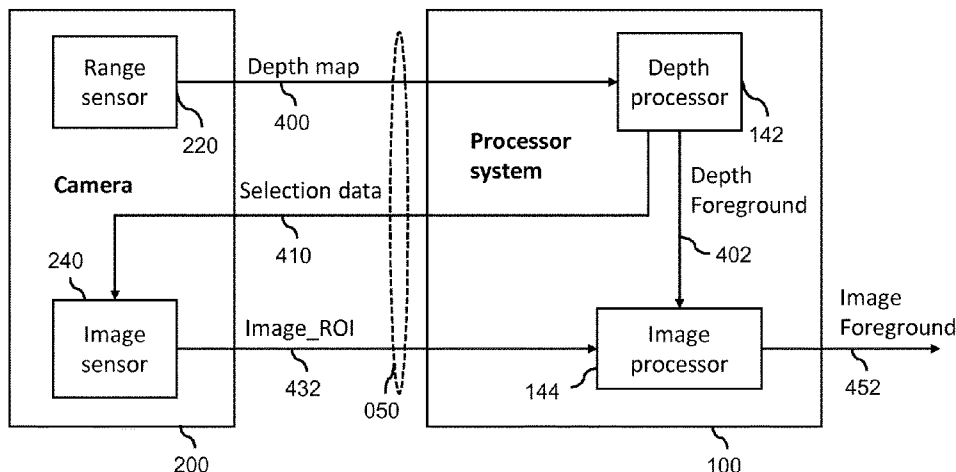 Range
sensor
220
Depth map
400
Depth
processor
142
Camera
Processor
system
Selection data
410
Depth
Foreground
402
240
Image
sensor
Image_ROI
432
050
Image
processor
144
Image
Foreground
452
200
100